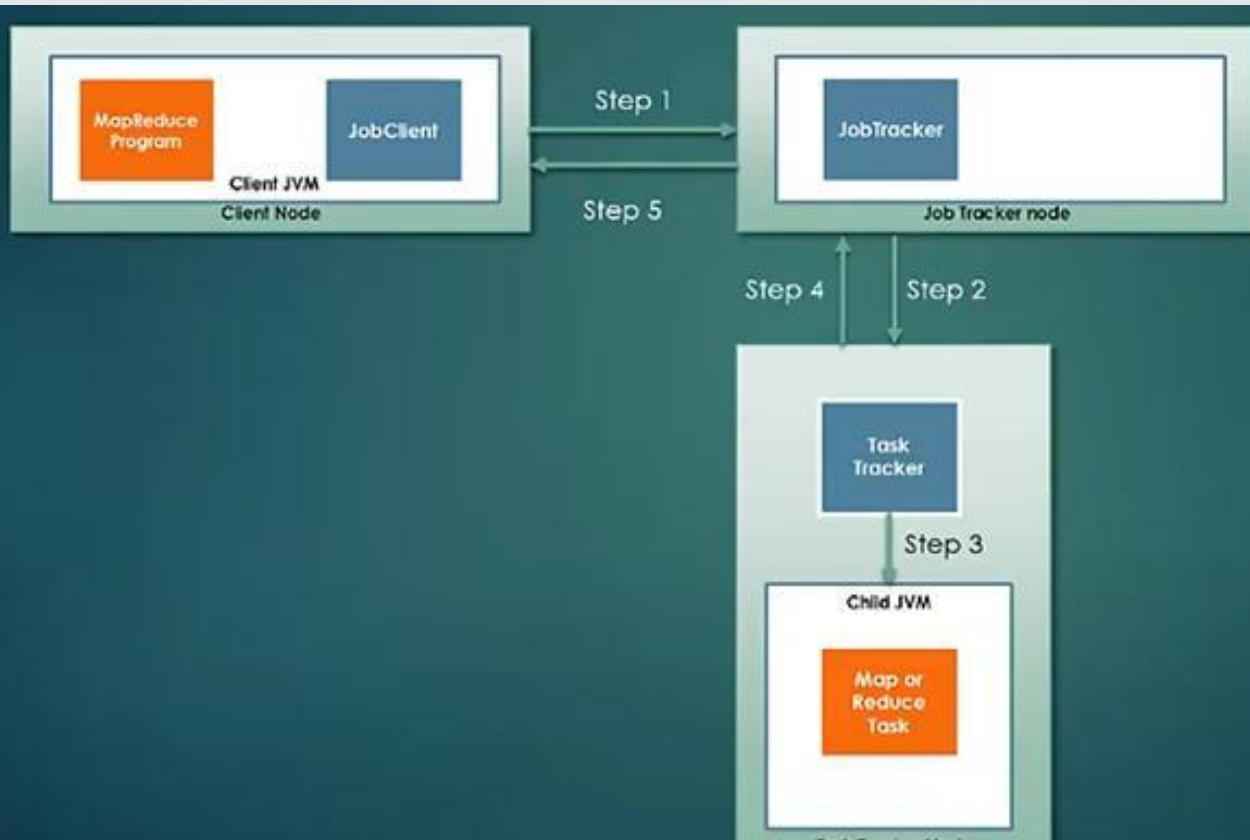 MapReduce
Program
JobClient
Client JVM
Client Node
Step 1
Step 5
JobTracker
Job Tracker node
Step 4
Step 2
Task
Tracker
Step 3
Child JVM
Map or
Reduce
Task